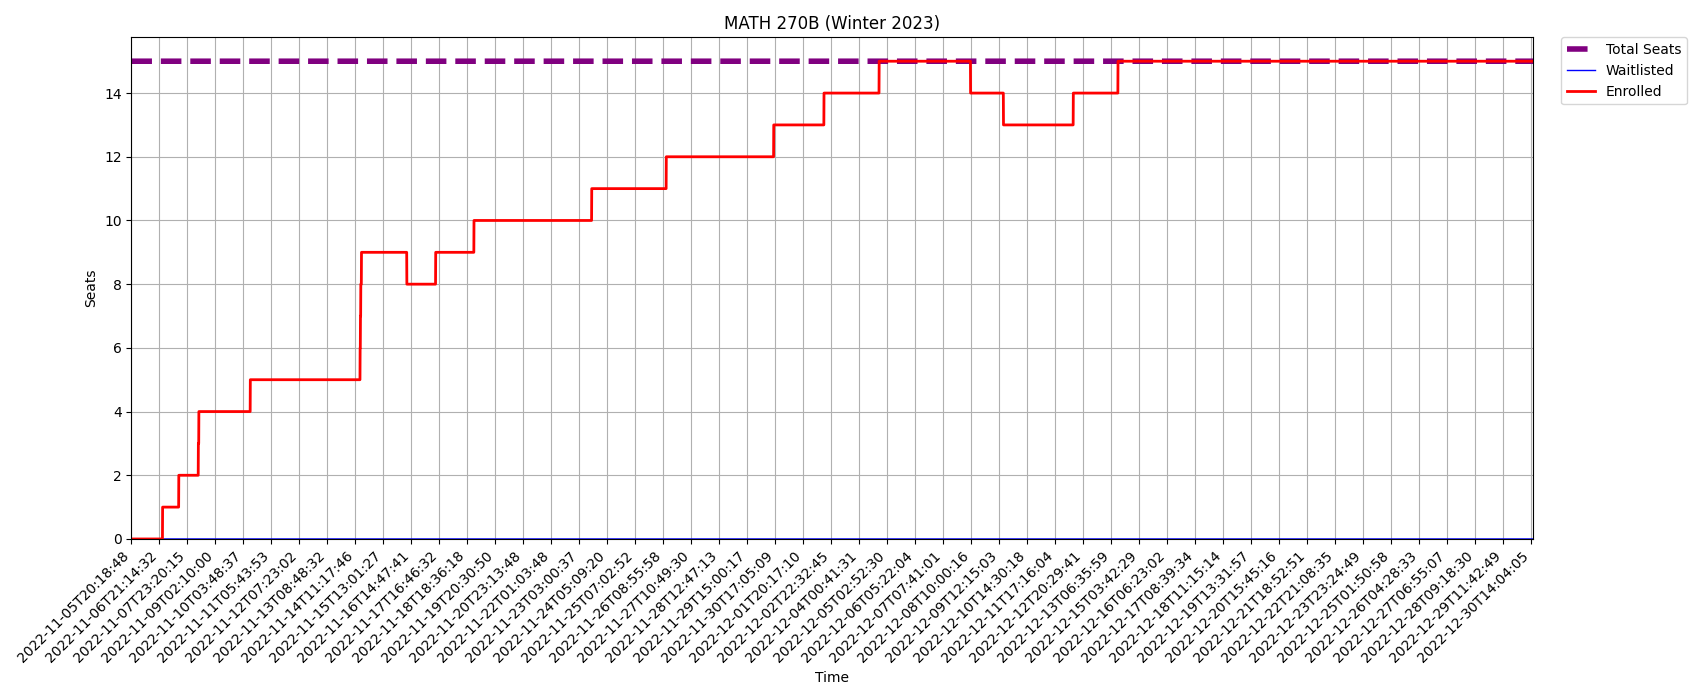 MATH 270B (Winter 2023)
Total Seats
Waitlisted
Enrolled
Seats
14
12
10
8
6
4
2
0
2022-11-05T20:18:48
2022-11-06T21:14:32
2022-11-07T23:20:15
2022-11-09T02:10:00
2022-11-10T03:48:37
2022-11-11T05:43:53
2022-11-12T07:23:02
2022-11-13T08:48:32
2022-11-14T11:17:46
2022-11-15T13:01:27
2022-11-16T14:47:41
2022-11-17T16:46:32
2022-11-18T18:36:18
2022-11-19T20:30:50
2022-11-20T22:13:48
2022-11-22T01:03:48
2022-11-23T03:00:37
2022-11-24T05:09:20
2022-11-25T07:02:52
2022-11-26T08:55:58
2022-11-27T10:49:30
2022-11-28T12:47:13
2022-11-29T15:00:17
2022-11-30T17:05:09
2022-12-01T20:17:10
2022-12-02T22:32:45
2022-12-04T00:41:31
2022-12-05T02:52:30
2022-12-06T05:22:04
2022-12-07T07:41:01
2022-12-08T10:00:16
2022-12-09T12:15:03
2022-12-10T14:30:18
2022-12-11T17:16:04
2022-12-12T20:29:41
2022-12-13T06:35:59
2022-12-15T03:42:29
2022-12-16T06:23:02
2022-12-17T08:39:34
2022-12-18T11:15:14
2022-12-19T13:31:57
2022-12-20T15:45:16
2022-12-21T18:52:51
2022-12-22T21:08:35
2022-12-23T23:24:49
2022-12-25T01:50:58
2022-12-26T04:28:33
2022-12-27T06:55:07
2022-12-28T09:18:30
2022-12-29T11:42:49
2022-12-30T14:04:05
Time